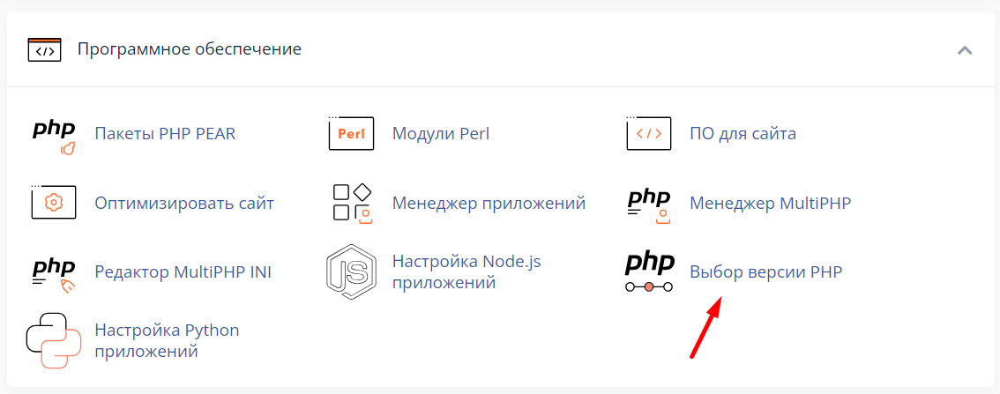 Программное обеспечение
php Пакеты PHP PEAR
Perl Модули Perl
ПО для сайта
Оптимизировать сайт
Менеджер приложений
php Менеджер MultiPHP
php Редактор MultiPHP INI
JS Настройка Node.js
приложений
php Выбор версии PHP
Настройка Python
приложений